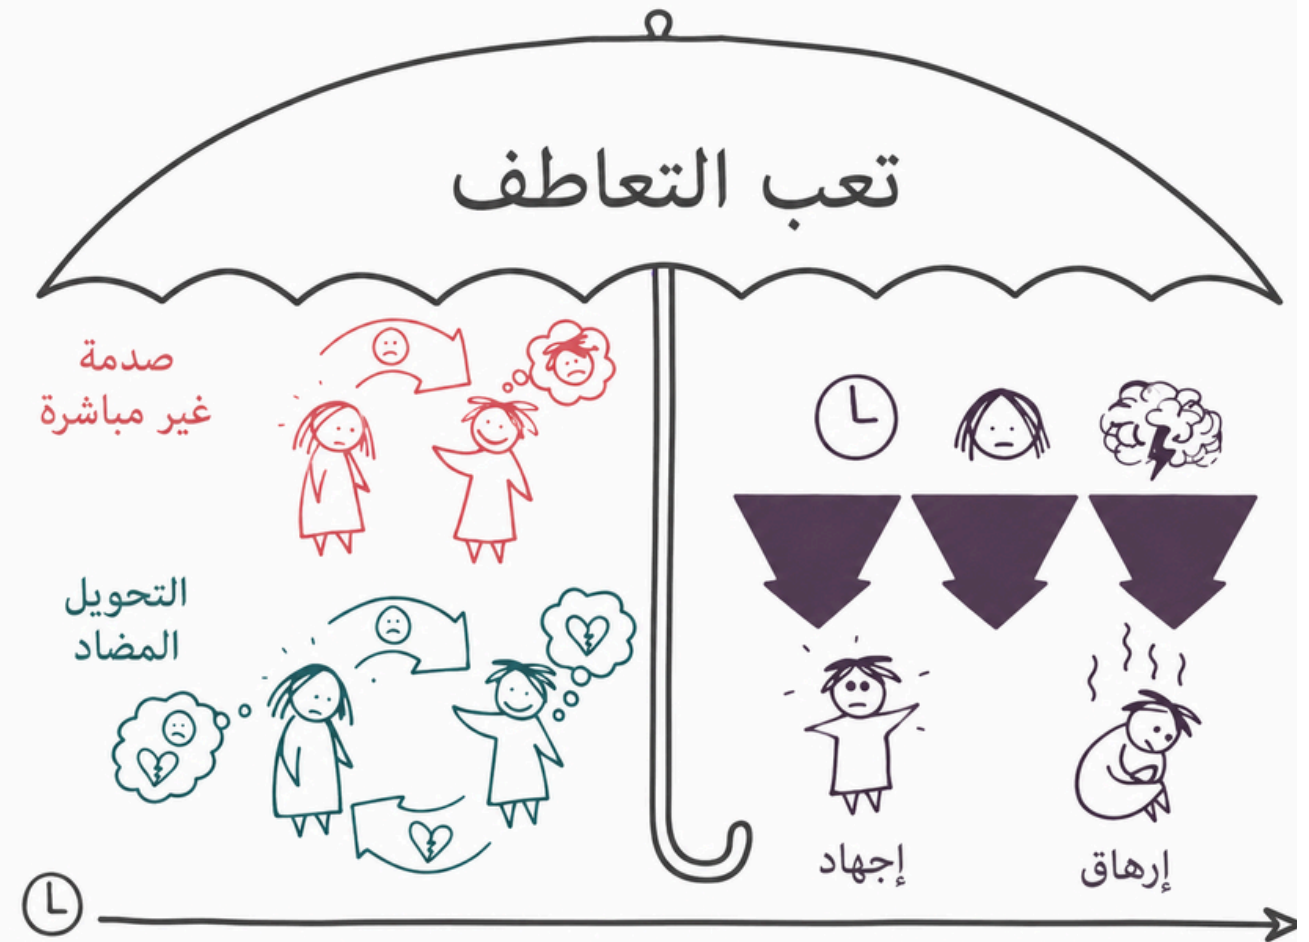 تعب التعاطف
صدمة
غير مباشرة
التحويل
المضاد
إجهاد
إرهاق